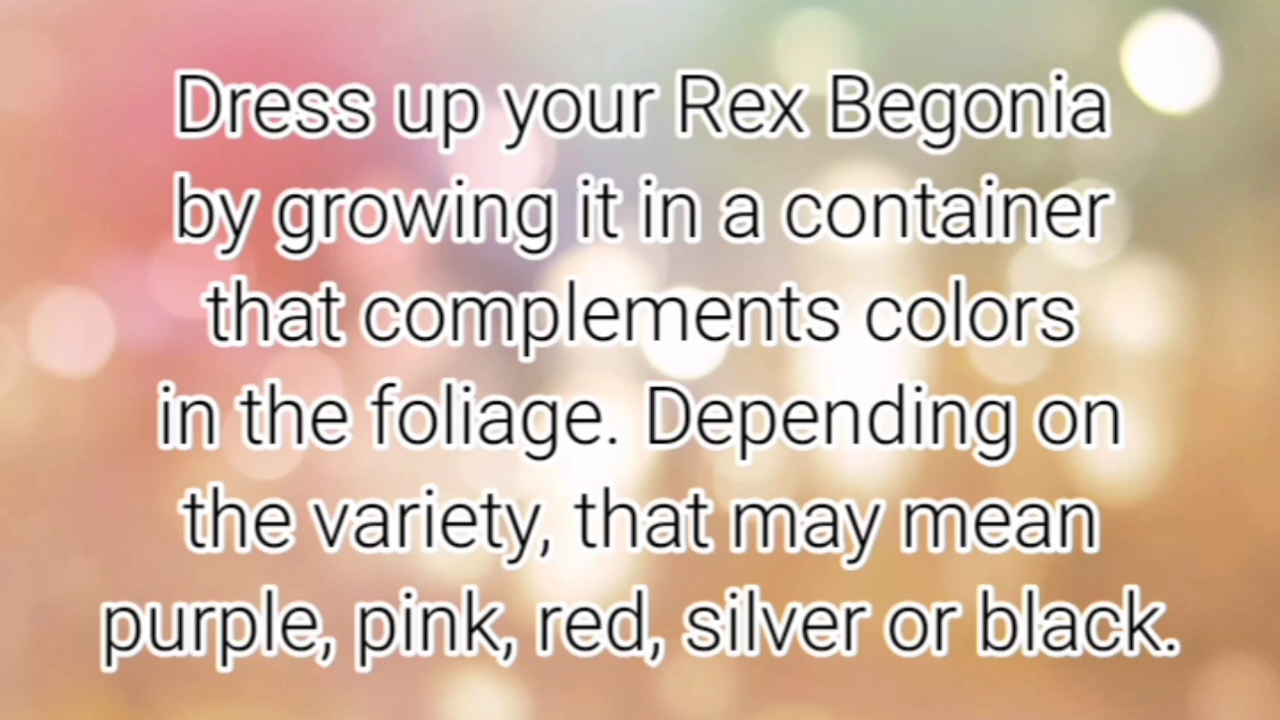 Dress up your Rex Begonia
by growing it in a container
that complements colors
in the foliage. Depending on
the variety, that may mean
purple, pink, red, silver or black.